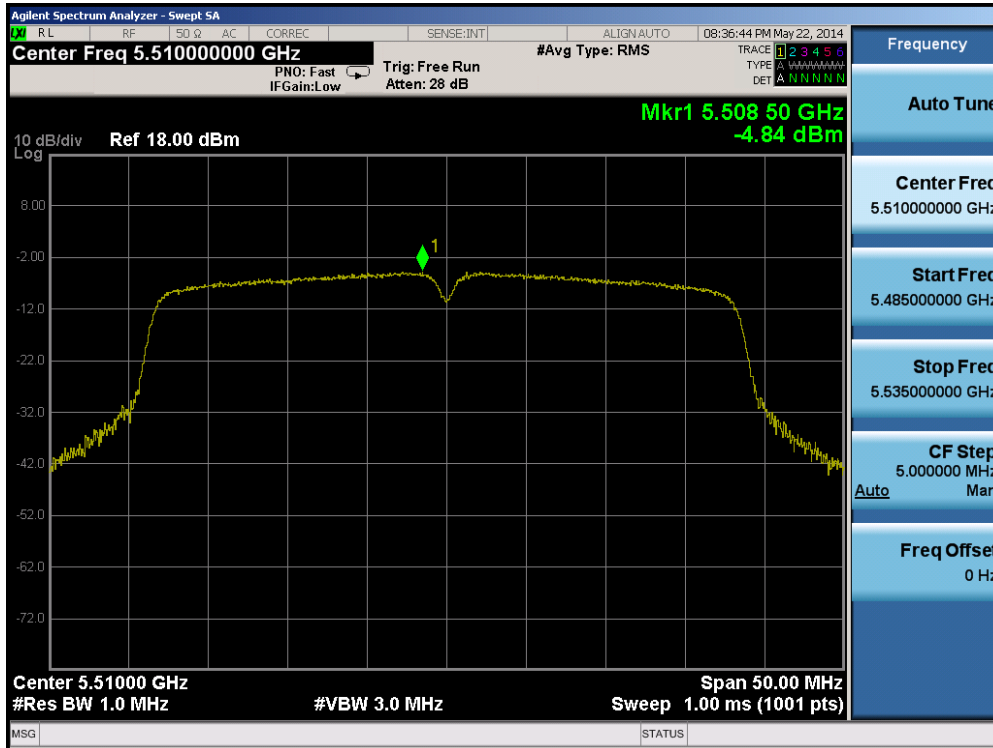 Agilent Spectrum Analyzer - Swept SA
LXI RL RF 50 Ω AC CORREC SENSE:INT ALIGN AUTO 08:36:44 PM May 22, 2014
Center Freq 5.510000000 GHz
PNO: Fast
IFGain:Low
Trig: Free Run
Atten: 28 dB
#Avg Type: RMS
TRACE 1 2 3 4 5 6
TYPE A
DET A N N N N N
Mkr1 5.508 50 GHz
-4.84 dBm
10 dB/div Ref 18.00 dBm
Log
1
8.00
-2.00
-12.0
-22.0
-32.0
-42.0
-52.0
-62.0
-72.0
Center 5.51000 GHz Span 50.00 MHz
#Res BW 1.0 MHz #VBW 3.0 MHz Sweep 1.00 ms (1001 pts)
MSG STATUS
Frequency
Auto Tune
Center Freq
5.510000000 GHz
Start Freq
5.485000000 GHz
Stop Freq
5.535000000 GHz
CF Step
5.000000 MHz
Auto Man
Freq Offset
0 Hz